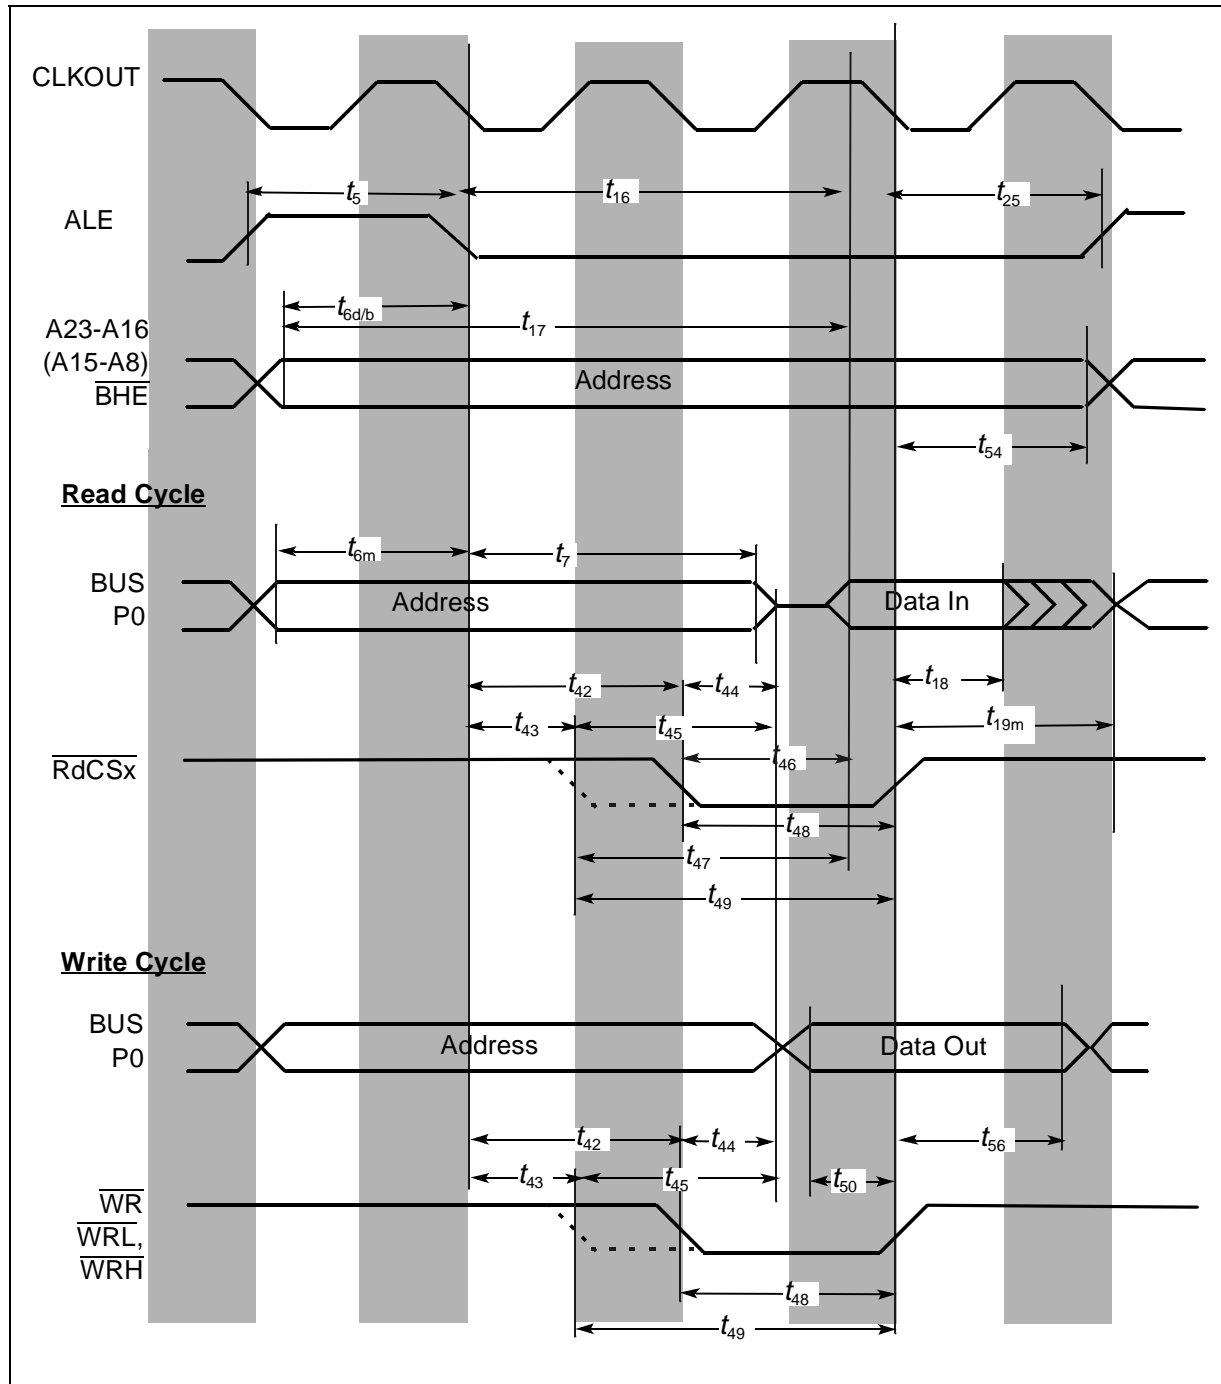 CLKOUT
t5
t16
t25
ALE
t6d/b
t17
A23-A16
(A15-A8)
BHE
Address
t54
Read Cycle
t6m
t7
BUS
P0
Address
Data In
t18
t42
t44
t43
t45
t19m
RdCSx
t46
t48
t47
t49
Write Cycle
BUS
P0
Address
Data Out
t42
t44
t56
t43
t45
t50
WR
WRL,
WRH
t48
t49